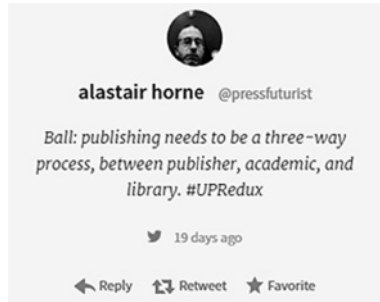 alastair horne @pressfuturist
Ball: publishing needs to be a three-way
process, between publisher, academic, and
library. #UPRedux
19 days ago
Reply Retweet Favorite